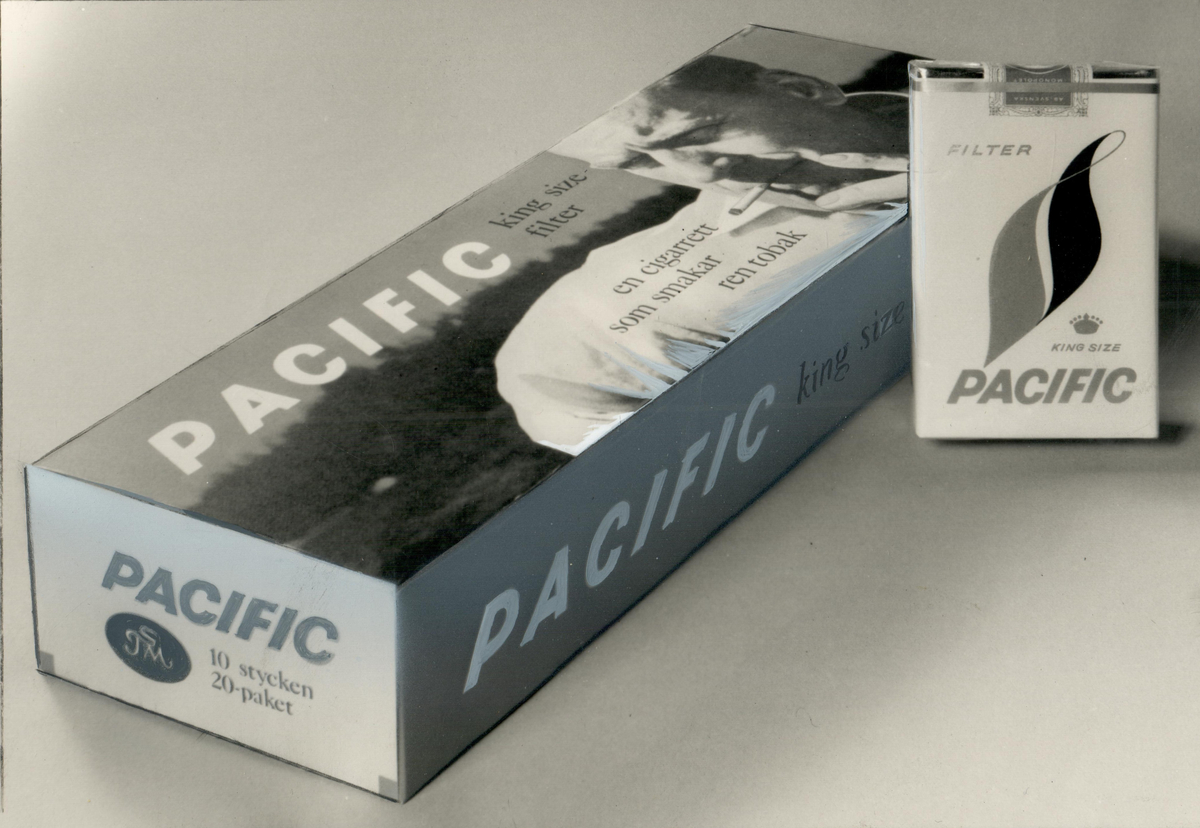 PACIFIC
king size-
filter
en cigarrett
som smakar
ren tobak
PACIFIC king size
PACIFIC
STM
10 stycken
20-paket
FILTER
KING SIZE
PACIFIC